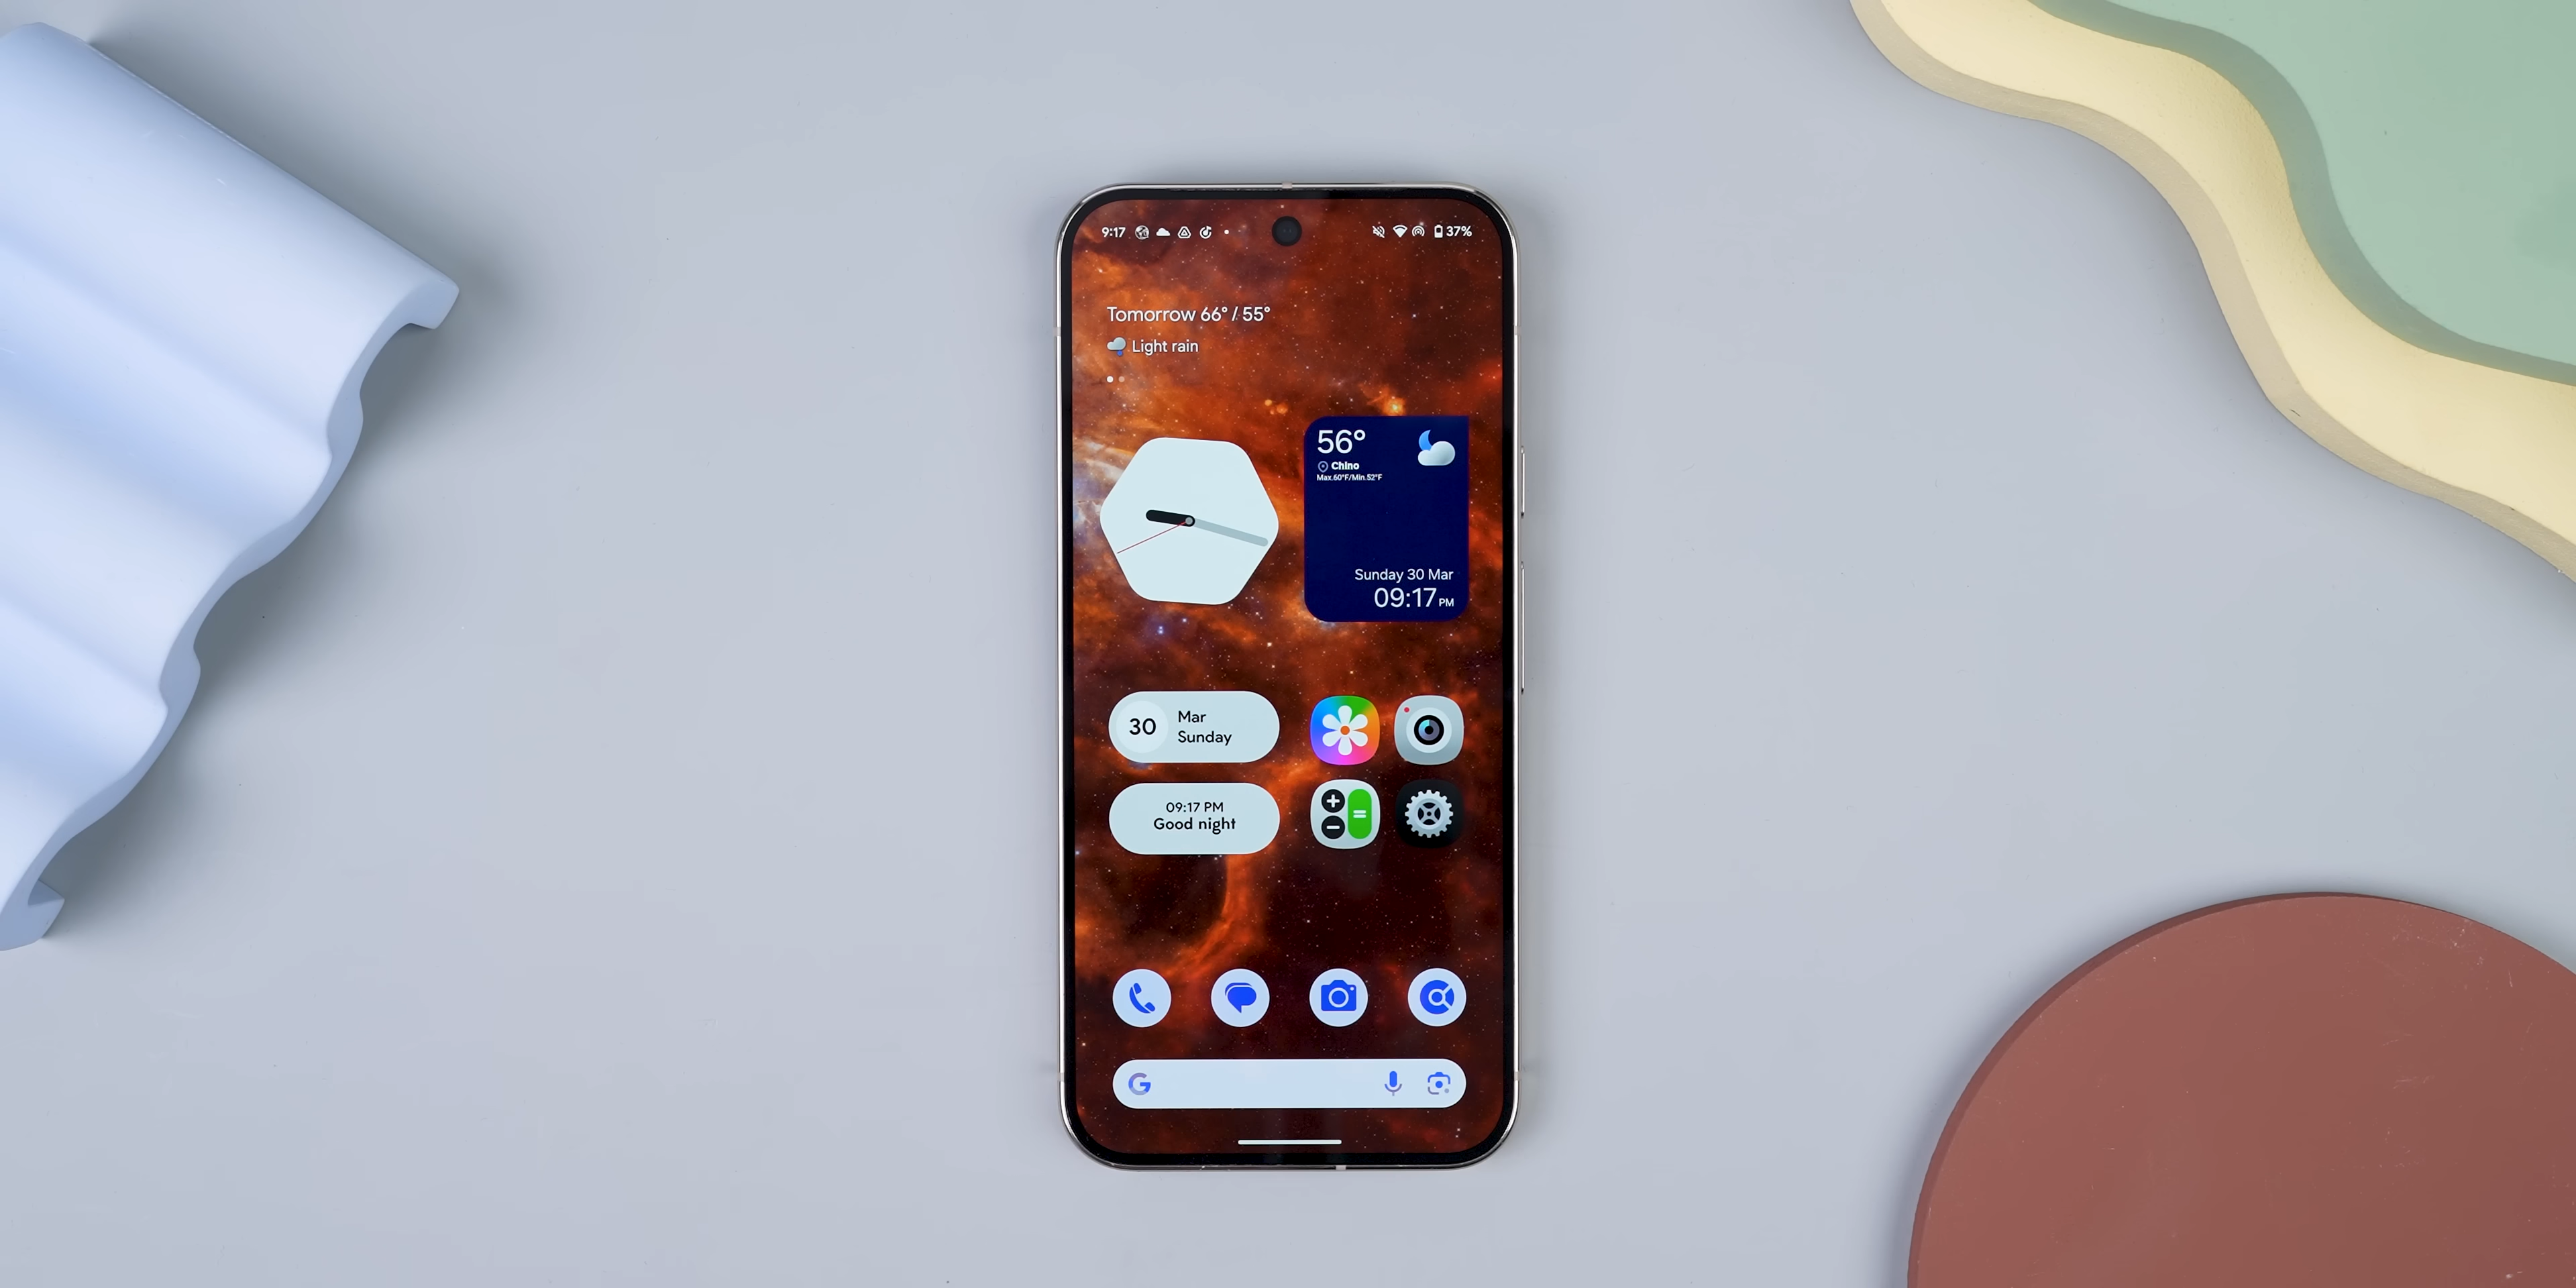 9:17
37%
Tomorrow 66° / 55°
Light rain
56°
Chino
Max.60°F/Min.52°F
Sunday 30 Mar
09:17 PM
30
Mar
Sunday
09:17 PM
Good night
G